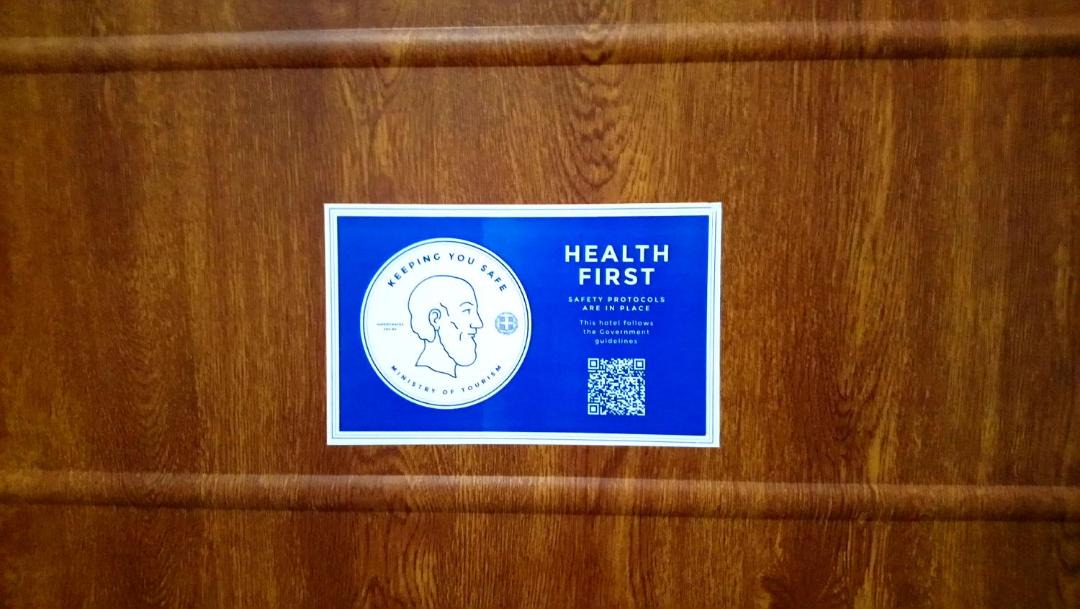 KEEPING YOU SAFE
MINISTRY OF TOURISM
HEALTH
FIRST
SAFETY PROTOCOLS
ARE IN PLACE
This hotel follows
the Government
guidelines